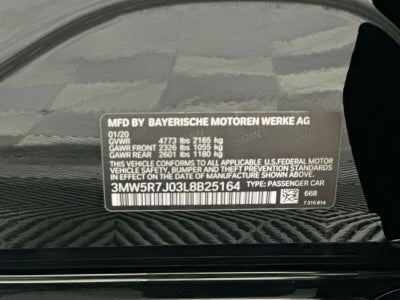 MFD BY BAYERISCHE MOTOREN WERKE AG
01/20
GVWR 4773 lbs 2165 kg
GAWR FRONT 2326 lbs 1055 kg
GAWR REAR 2601 lbs 1180 kg
THIS VEHICLE CONFORMS TO ALL APPLICABLE U.S.FEDERAL MOTOR
VEHICLE SAFETY, BUMPER AND THEFT PREVENTION STANDARDS
IN EFFECT ON THE DATE OF MANUFACTURE SHOWN ABOVE.
3MW5R7J03L8B25164 TYPE: PASSENGER CAR
668
7 315 814